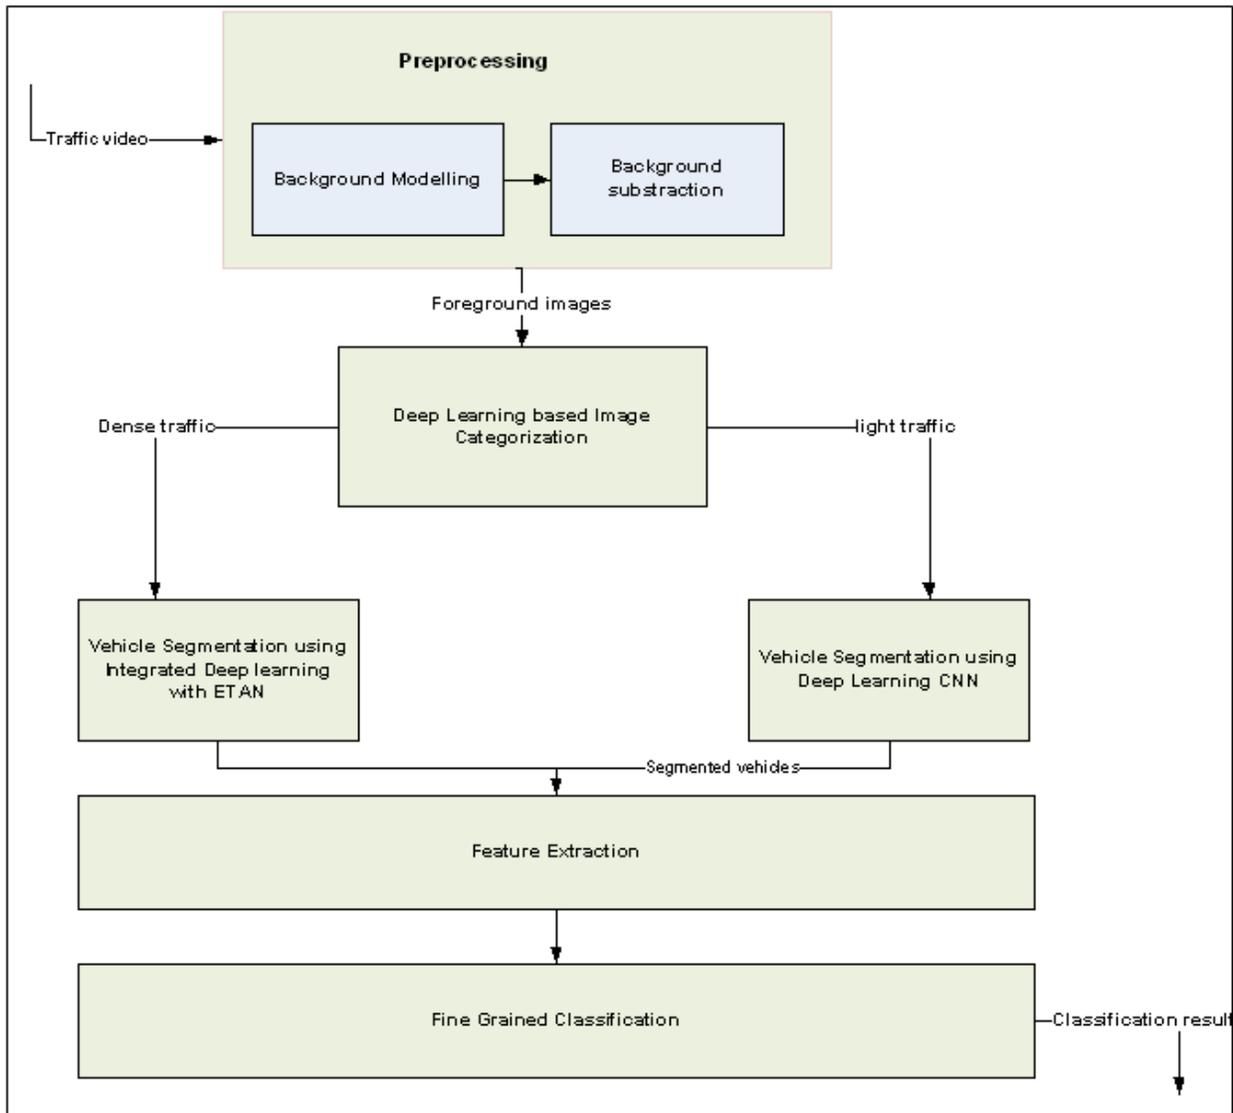 Preprocessing
Traffic video
Background Modelling
Background
substraction
Foreground images
Deep Learning based Image
Categorization
Dense traffic
light traffic
Vehicle Segmentation using
Integrated Deep learning
with ETAN
Vehicle Segmentation using
Deep Learning CNN
Segmented vehicles
Feature Extraction
Fine Grained Classification
Classification result